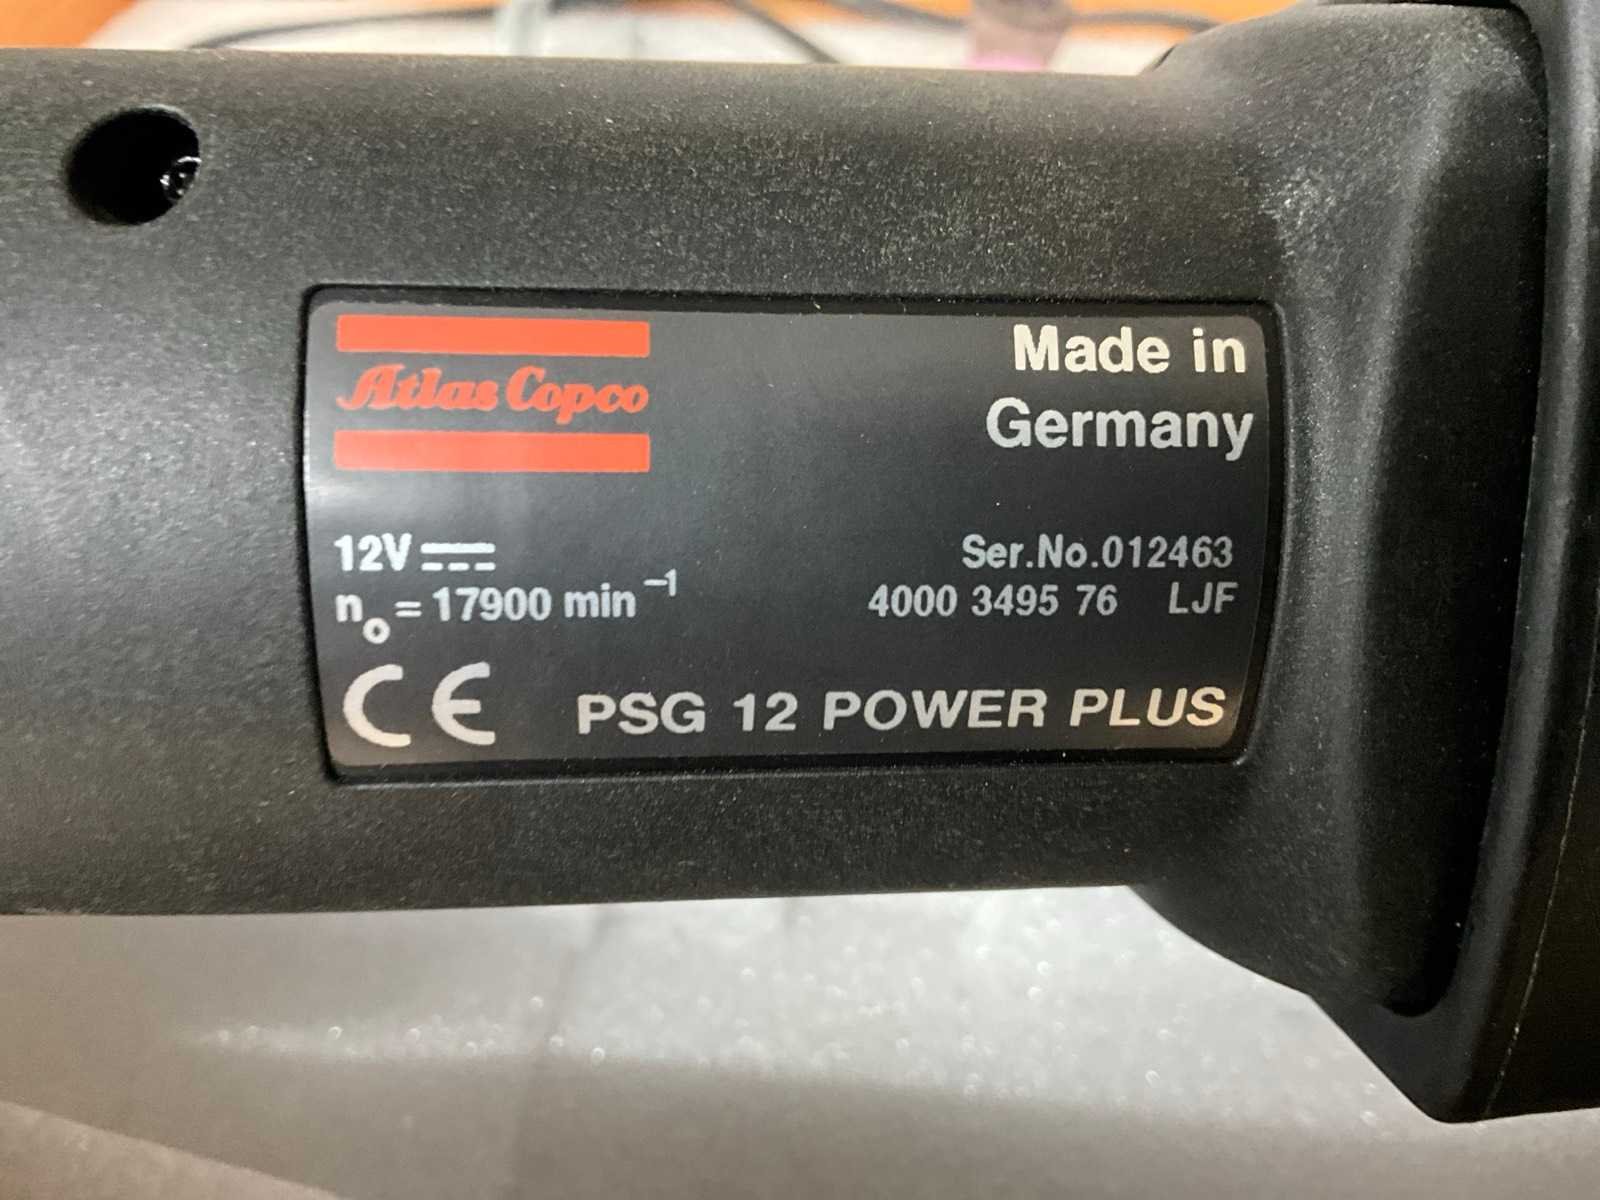 Atlas Copco
Made in
Germany
12V ⎓
Ser.No.012463
n₀ = 17900 min⁻¹
4000 3495 76 LJF
CE PSG 12 POWER PLUS